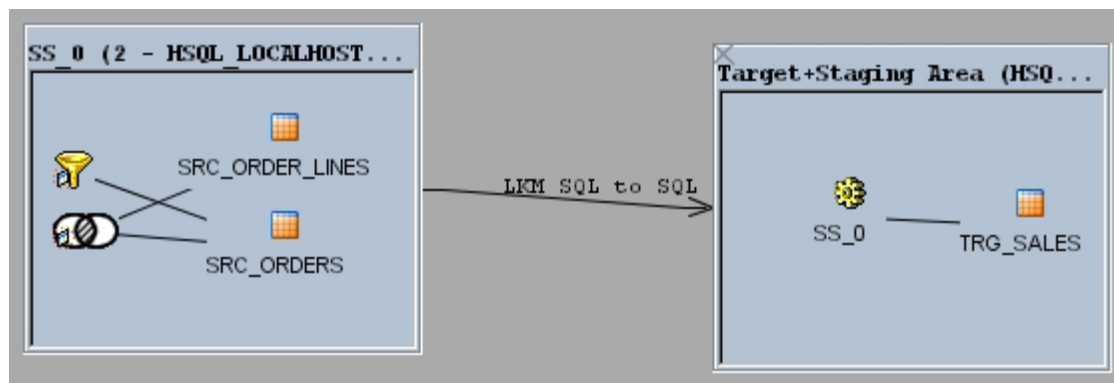 SS_0 (2 - HSQL_LOCALHOST...
SRC_ORDER_LINES
SRC_ORDERS
LKM SQL to SQL
Target+Staging Area (HSQ...
SS_0
TRG_SALES